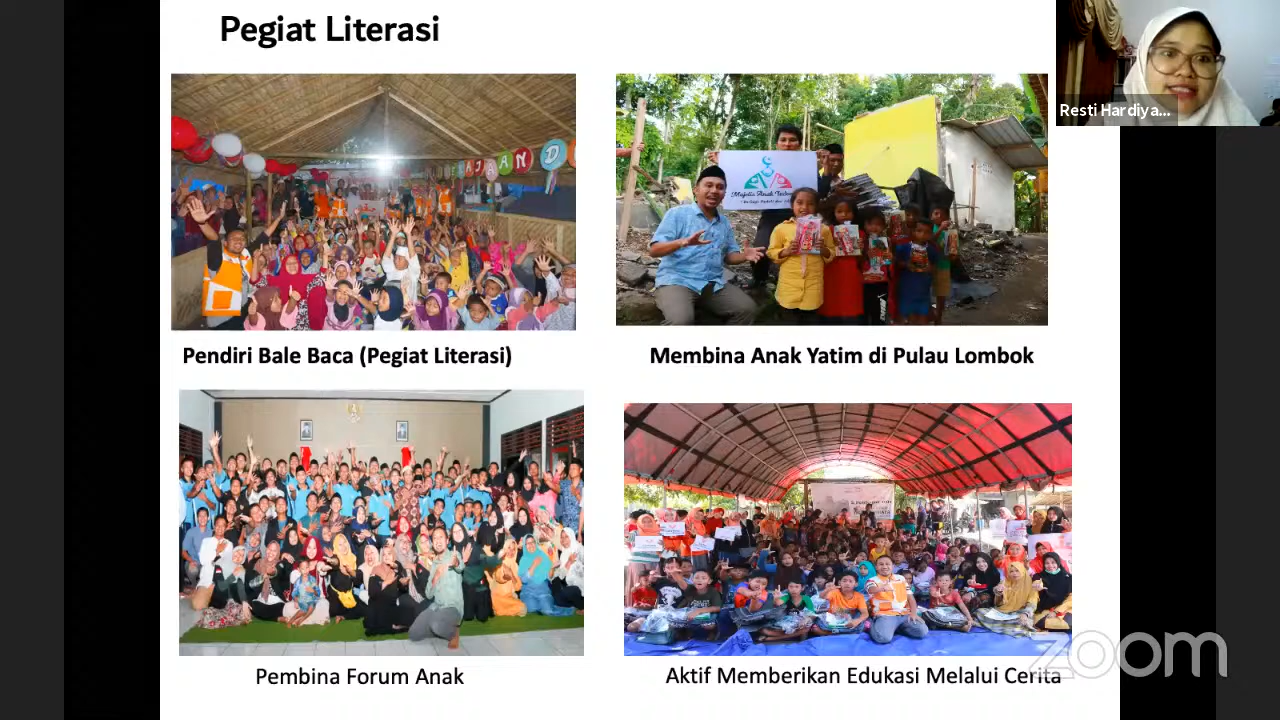 Pegiat Literasi
Resti Hardiya...
Pendiri Bale Baca (Pegiat Literasi)
Membina Anak Yatim di Pulau Lombok
Pembina Forum Anak
Aktif Memberikan Edukasi Melalui Cerita
zoom